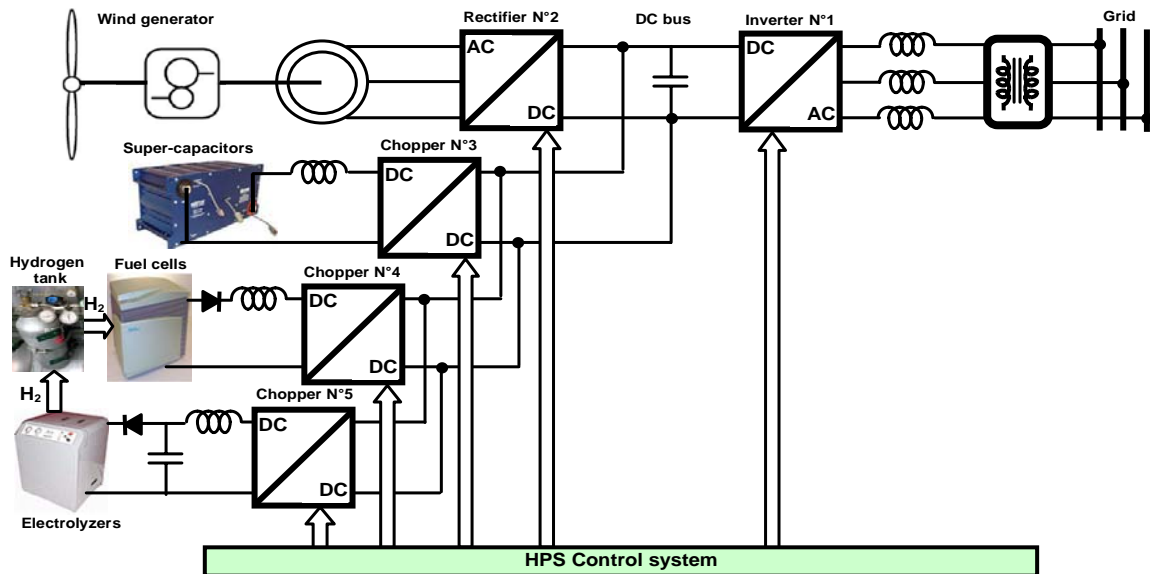 Wind generator
Rectifier N°2
DC bus
Inverter N°1
Grid
AC
DC
DC
AC
Super-capacitors
Chopper N°3
DC
DC
Hydrogen
tank
Fuel cells
Chopper N°4
H₂
DC
DC
H₂
Chopper N°5
DC
DC
Electrolyzers
HPS Control system